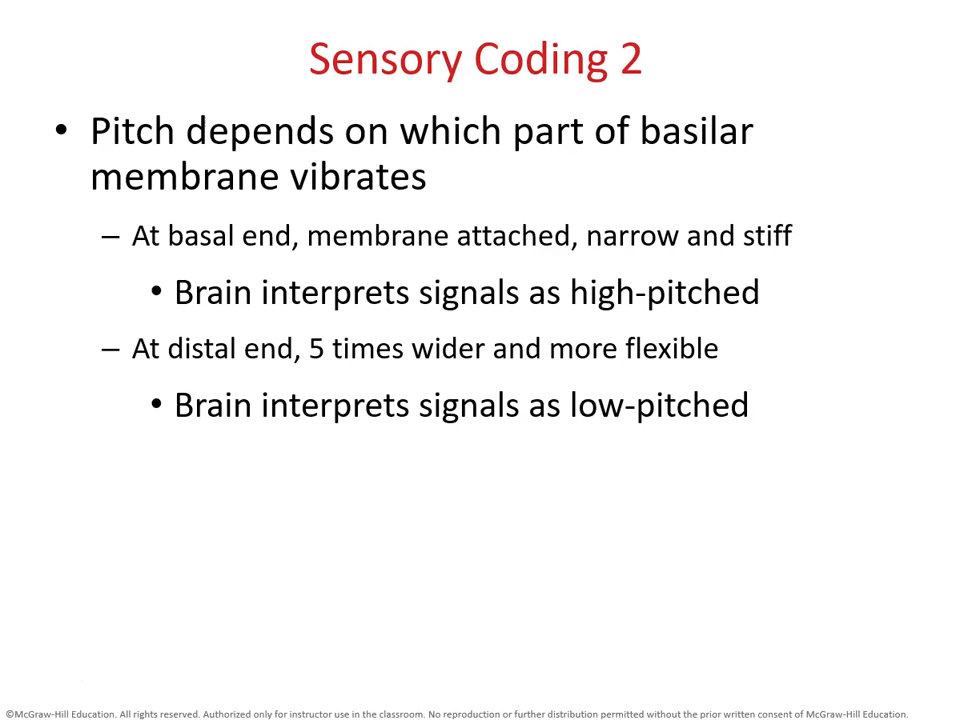 Sensory Coding 2
• Pitch depends on which part of basilar
membrane vibrates
– At basal end, membrane attached, narrow and stiff
• Brain interprets signals as high-pitched
– At distal end, 5 times wider and more flexible
• Brain interprets signals as low-pitched
©McGraw-Hill Education. All rights reserved. Authorized only for instructor use in the classroom. No reproduction or further distribution permitted without the prior written consent of McGraw-Hill Education.